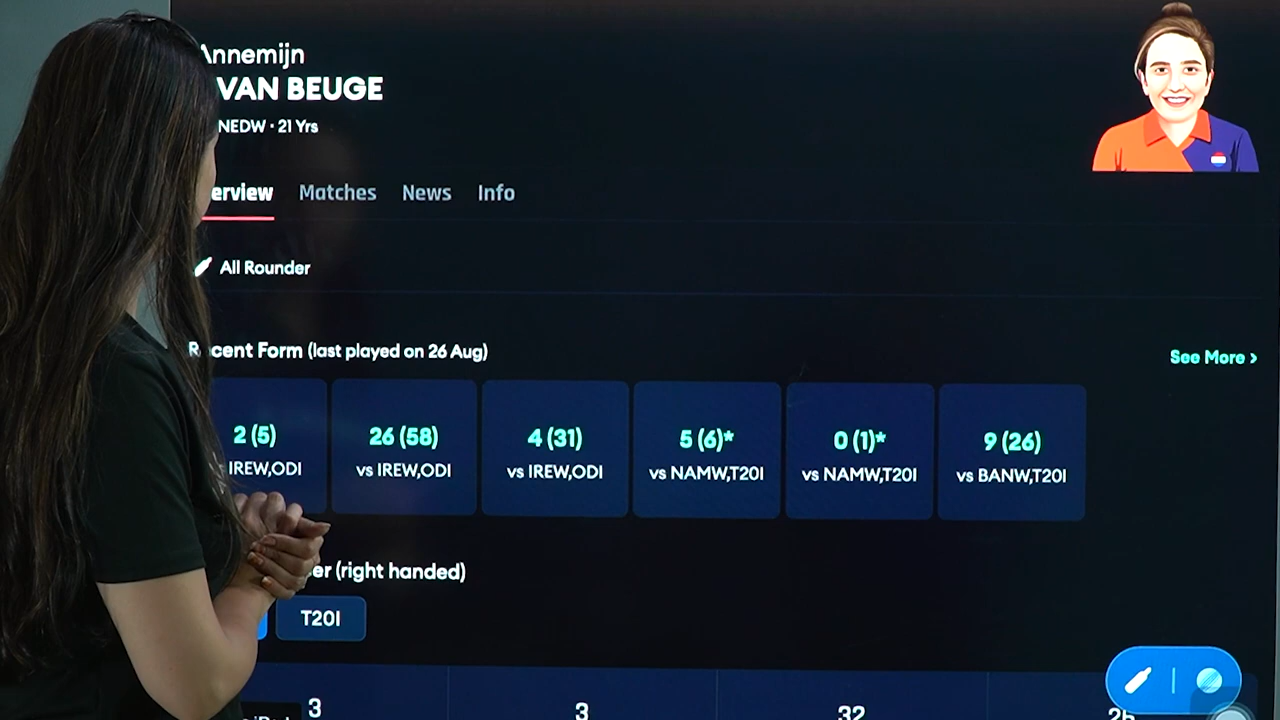 Annemijn
VAN BEUGE
NEDW · 21 Yrs
erview Matches News Info
All Rounder
Recent Form (last played on 26 Aug)
See More ›
2 (5) 26 (58) 4 (31) 5 (6)* 0 (1)* 9 (26)
IREW,ODI vs IREW,ODI vs IREW,ODI vs NAMW,T20I vs NAMW,T20I vs BANW,T20I
er (right handed)
T20I
3 3 32